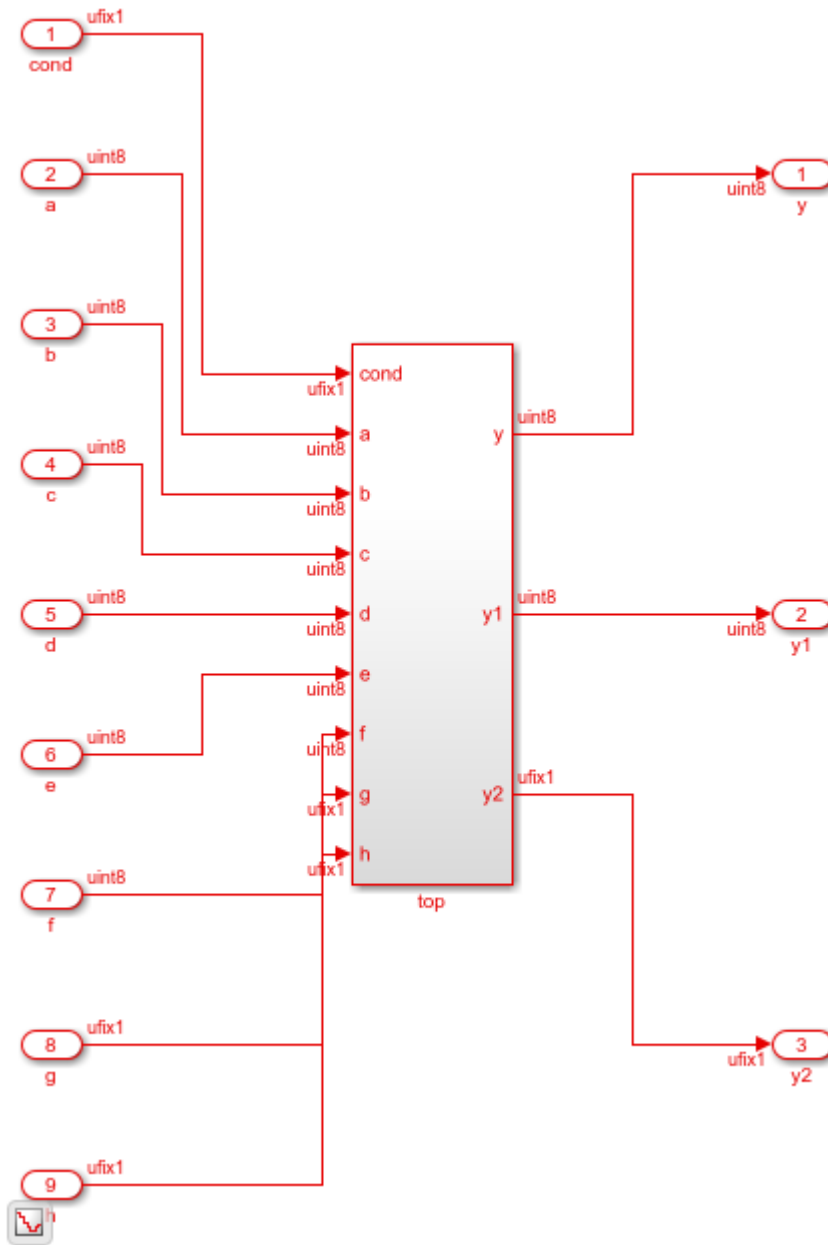 1
ufix1
cond
2
uint8
a
3
uint8
b
4
uint8
c
5
uint8
d
6
uint8
e
7
uint8
f
8
ufix1
g
9
ufix1
h
ufix1
cond
uint8
a
uint8
b
uint8
c
uint8
d
uint8
e
uint8
f
ufix1
g
ufix1
h
top
y
uint8
y1
uint8
y2
ufix1
uint8
1
y
uint8
2
y1
ufix1
3
y2